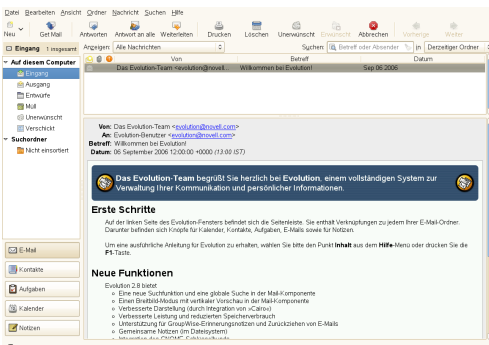 Datei Bearbeiten Ansicht Ordner Nachricht Suchen Hilfe
Neu Get Mail Antworten Antwort an alle Weiterleiten Drucken Löschen Unerwünscht Erwünscht Abbrechen Vorherige Weiter
Eingang 1 insgesamt Anzeigen: Alle Nachrichten Suchen: Betreff oder Absender in Derzeitiger Ordner
Auf diesem Computer
Eingang
Ausgang
Entwürfe
Müll
Unerwünscht
Verschickt
Suchordner
Nicht einsortiert
E-Mail
Kontakte
Aufgaben
Kalender
Notizen
Von Betreff Datum
Das Evolution-Team <evolution@novell... Willkommen bei Evolution! Sep 06 2006
Von: Das Evolution-Team <evolution@novell.com>
An: Evolution-Benutzer <evolution@novell.com>
Betreff: Willkommen bei Evolution!
Datum: 06 September 2006 12:00:00 +0000 (13:00 IST)
Das Evolution-Team begrüßt Sie herzlich bei Evolution, einem vollständigen System zur
Verwaltung Ihrer Kommunikation und persönlicher Informationen.
Erste Schritte
Auf der linken Seite des Evolution-Fensters befindet sich die Seitenleiste. Sie enthält Verknüpfungen zu jedem Ihrer E-Mail-Ordner.
Darunter befinden sich Knöpfe für Kalender, Kontakte, Aufgaben, E-Mails sowie für Notizen.
Um eine ausführliche Anleitung für Evolution zu erhalten, wählen Sie bitte den Punkt Inhalt aus dem Hilfe-Menü oder drücken Sie die
F1-Taste.
Neue Funktionen
Evolution 2.8 bietet
Eine neue Suchfunktion und eine globale Suche in der Mail-Komponente
Einen Breitbild-Modus mit vertikaler Vorschau in der Mail-Komponente
Verbesserte Darstellung (durch Integration von »Cairo«)
Verbesserte Leistung und reduzierten Speicherverbrauch
Unterstützung für GroupWise-Erinnerungsnotizen und Zurückziehen von E-Mails
Gemeinsame Notizen (im Dateisystem)